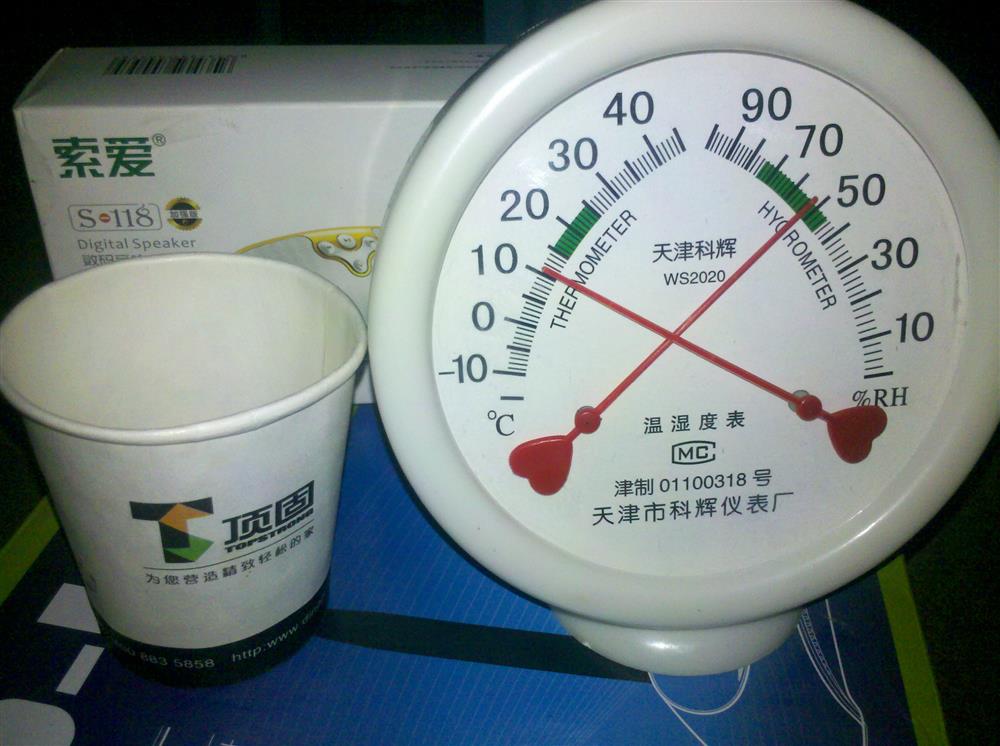 索爱®
S-118
Digital Speaker
40
30
20
10
0
-10
℃
THERMOMETER
90
70
50
30
10
%RH
HYGROMETER
天津科辉
WS2020
温湿度表
MC
津制 01100318 号
天津市科辉仪表厂
顶固
TOPSTRONG
为您营造精致轻松的家
883 5858 http:www.